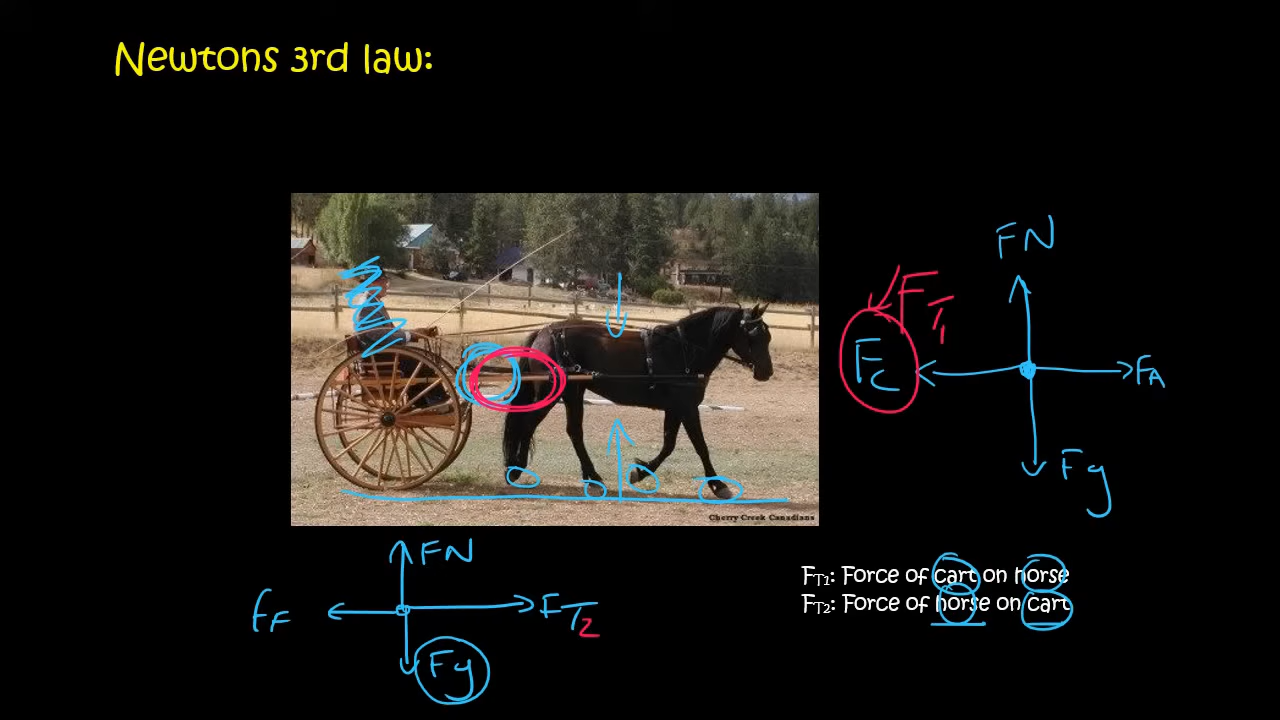 Newtons 3rd law:
FN
FT1
Fc
FA
Fg
Cherry Creek Canadians
FN
FF
FT2
Fg
FT1: Force of cart on horse
FT2: Force of horse on cart